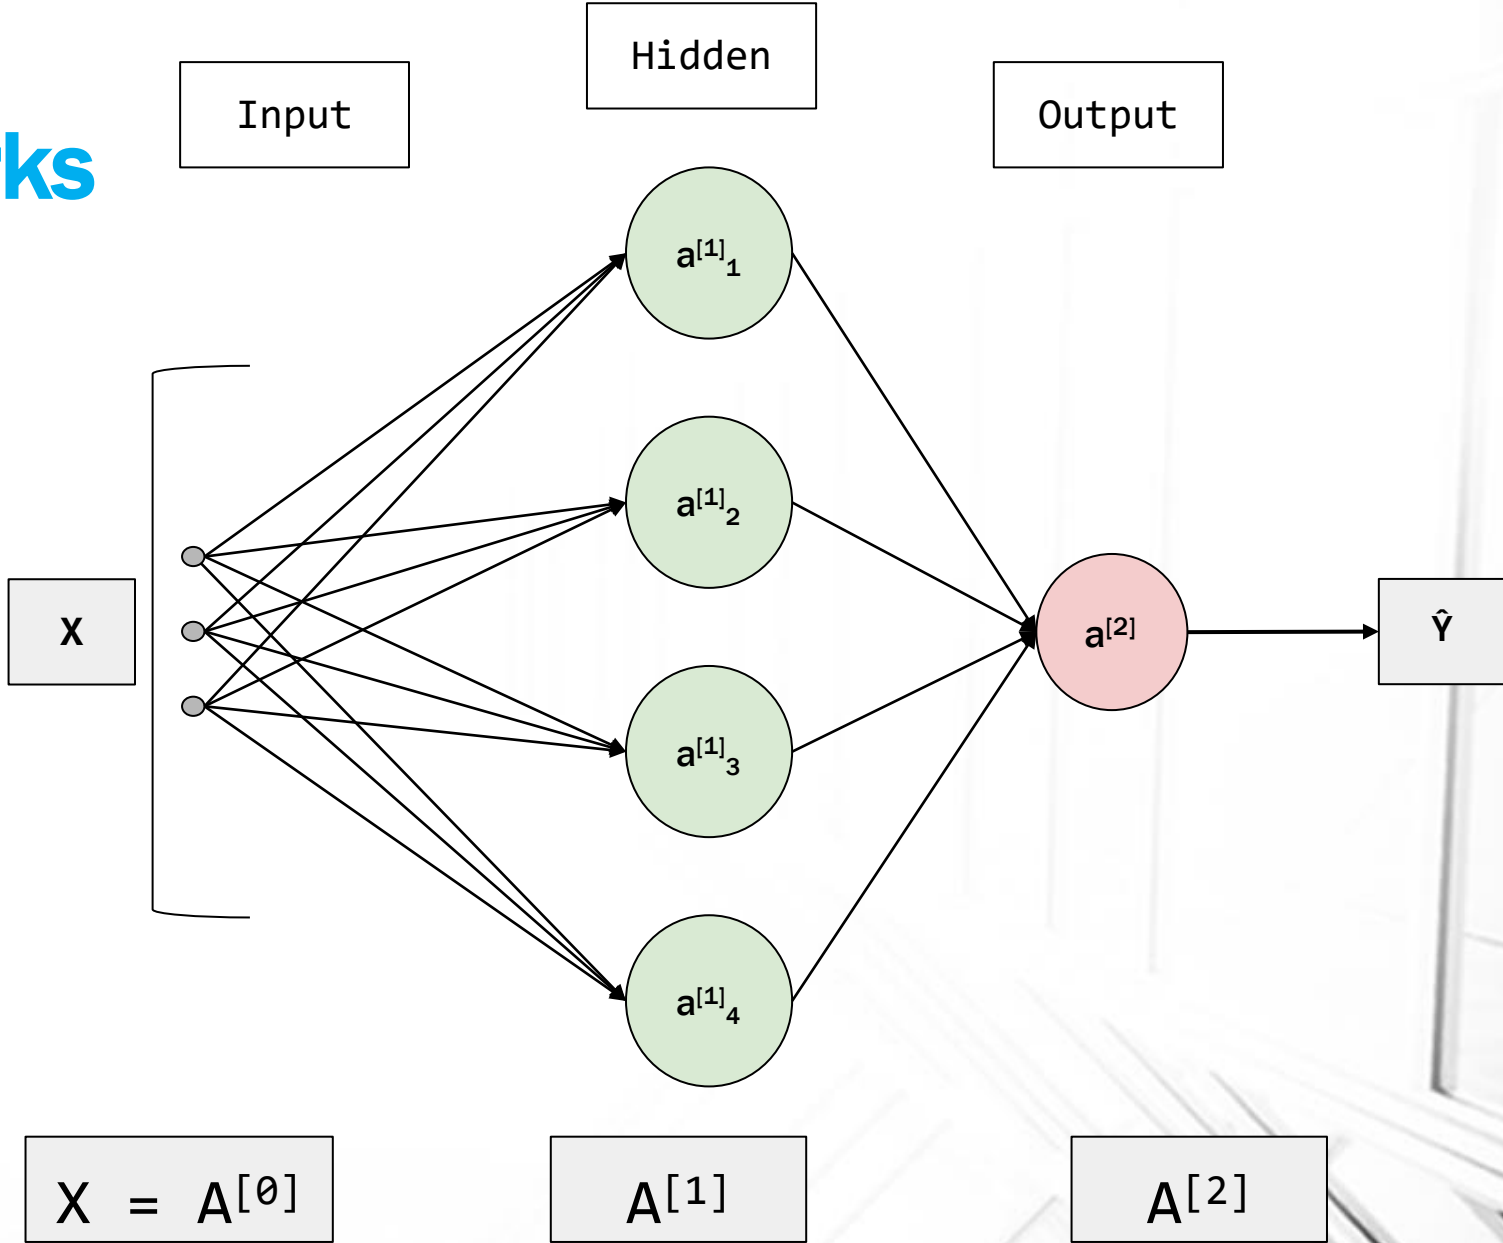 Hidden
Input
Output
ks
a[1]1
a[1]2
a[1]3
a[1]4
X
a[2]
Ŷ
X = A[0]
A[1]
A[2]